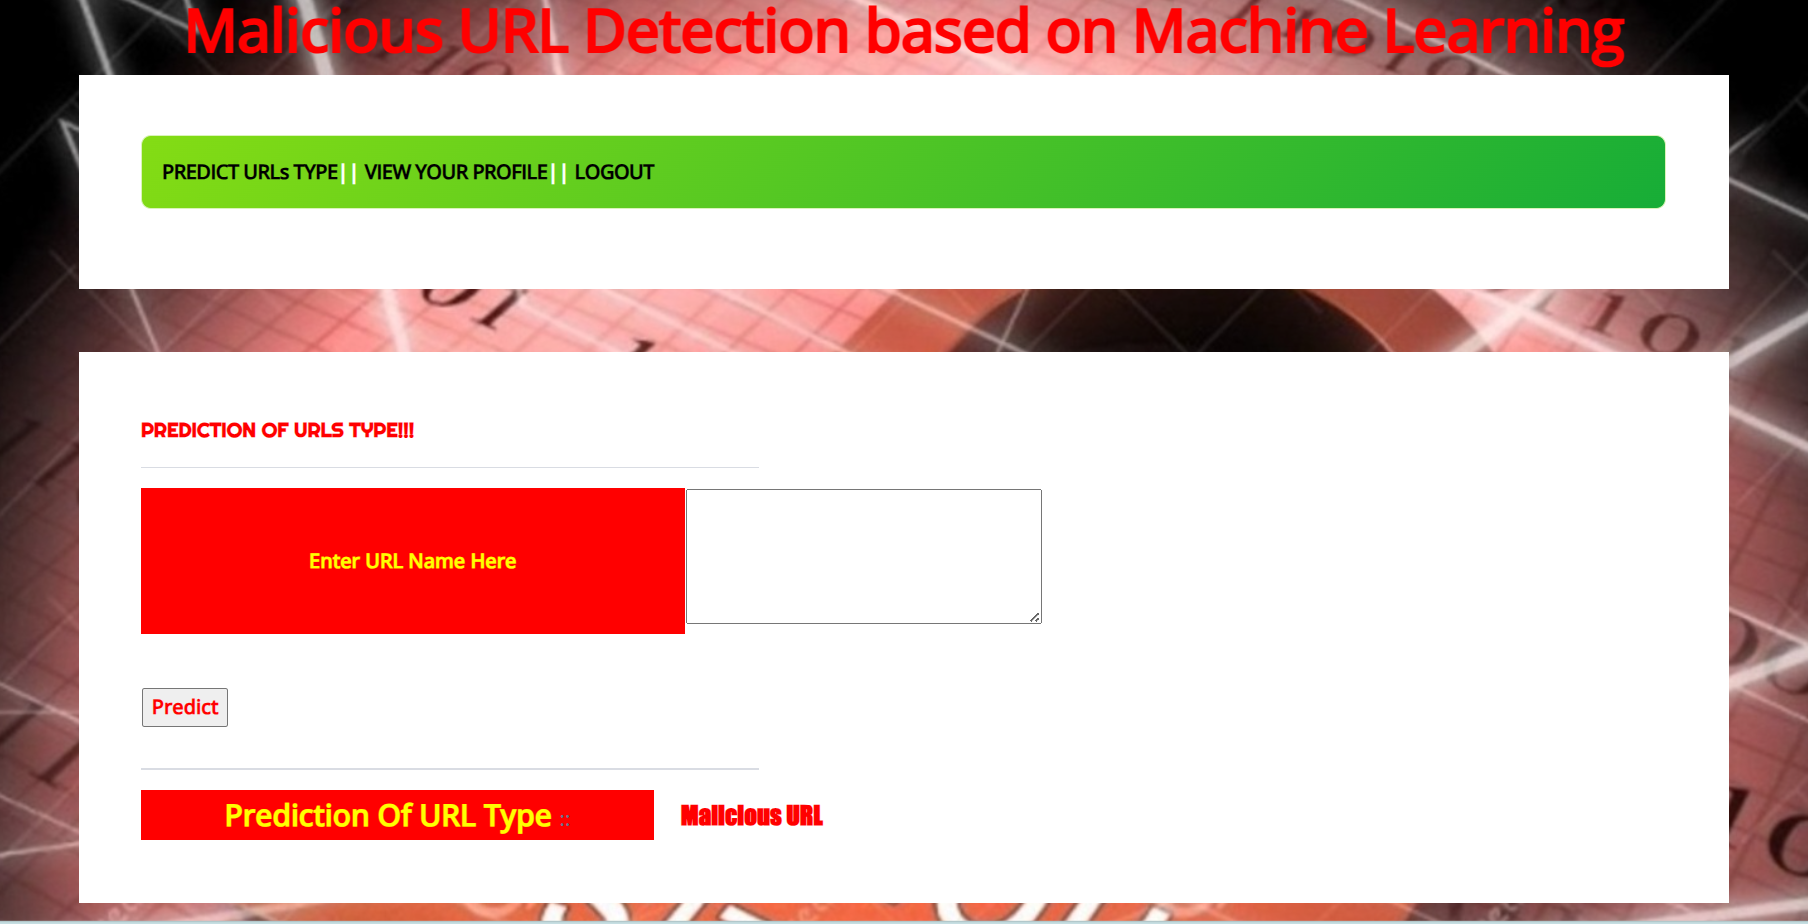 Malicious URL Detection based on Machine Learning
PREDICT URLs TYPE|| VIEW YOUR PROFILE|| LOGOUT
PREDICTION OF URLS TYPE!!!
Enter URL Name Here
Predict
Prediction Of URL Type :: Malicious URL